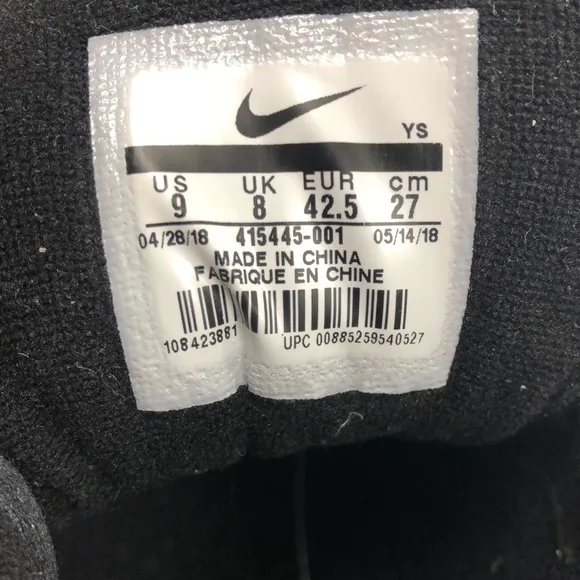 YS
US UK EUR cm
9 8 42.5 27
04/28/18 415445-001 05/14/18
MADE IN CHINA
FABRIQUE EN CHINE
108423881 UPC 00885259540527